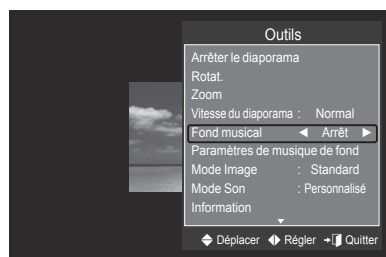 Outils
Arrêter le diaporama
Rotat.
Zoom
Vitesse du diaporama : Normal
Fond musical ◄ Arrêt ►
Paramètres de musique de fond
Mode Image : Standard
Mode Son : Personnalisé
Information
Déplacer Régler Quitter